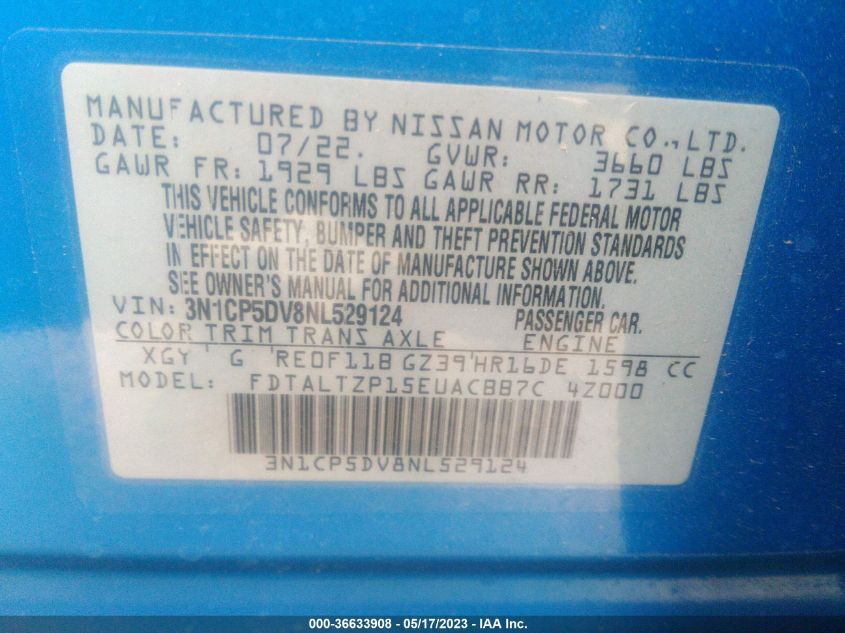 MANUFACTURED BY NISSAN MOTOR CO., LTD.
DATE: 07/22. GVWR: 3660 LBS
GAWR FR: 1929 LBS GAWR RR: 1731 LBS
THIS VEHICLE CONFORMS TO ALL APPLICABLE FEDERAL MOTOR
VEHICLE SAFETY, BUMPER AND THEFT PREVENTION STANDARDS
IN EFFECT ON THE DATE OF MANUFACTURE SHOWN ABOVE.
SEE OWNER'S MANUAL FOR ADDITIONAL INFORMATION.
VIN: 3N1CP5DV8NL529124 PASSENGER CAR.
COLOR TRIM TRANS AXLE ENGINE
XGY G RE0F11B GZ39 HR16DE 1598 CC
MODEL: FDTALTZP15EUACBB7C 4Z000
3N1CP5DV8NL529124
000-36633908 - 05/17/2023 - IAA Inc.